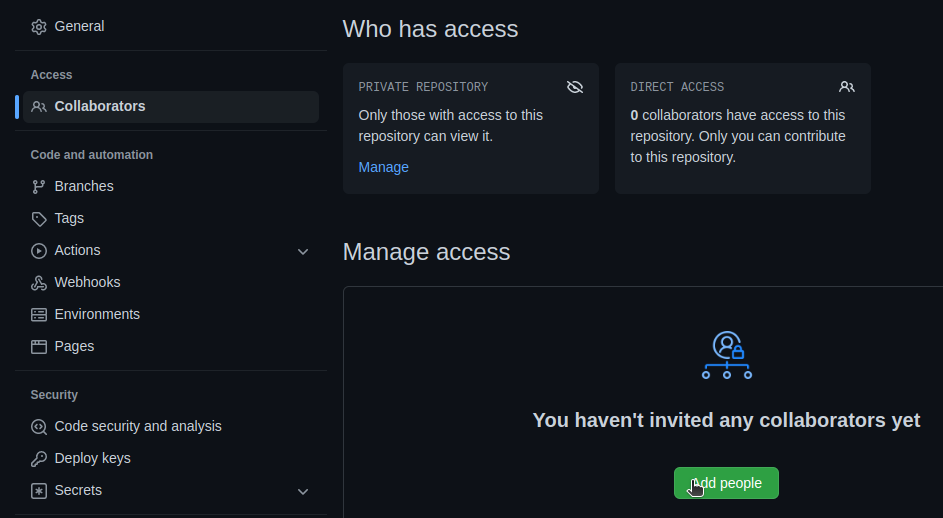 General
Access
Collaborators
Code and automation
Branches
Tags
Actions
Webhooks
Environments
Pages
Security
Code security and analysis
Deploy keys
Secrets
Who has access
PRIVATE REPOSITORY
Only those with access to this
repository can view it.
Manage
DIRECT ACCESS
0 collaborators have access to this
repository. Only you can contribute
to this repository.
Manage access
You haven't invited any collaborators yet
Add people